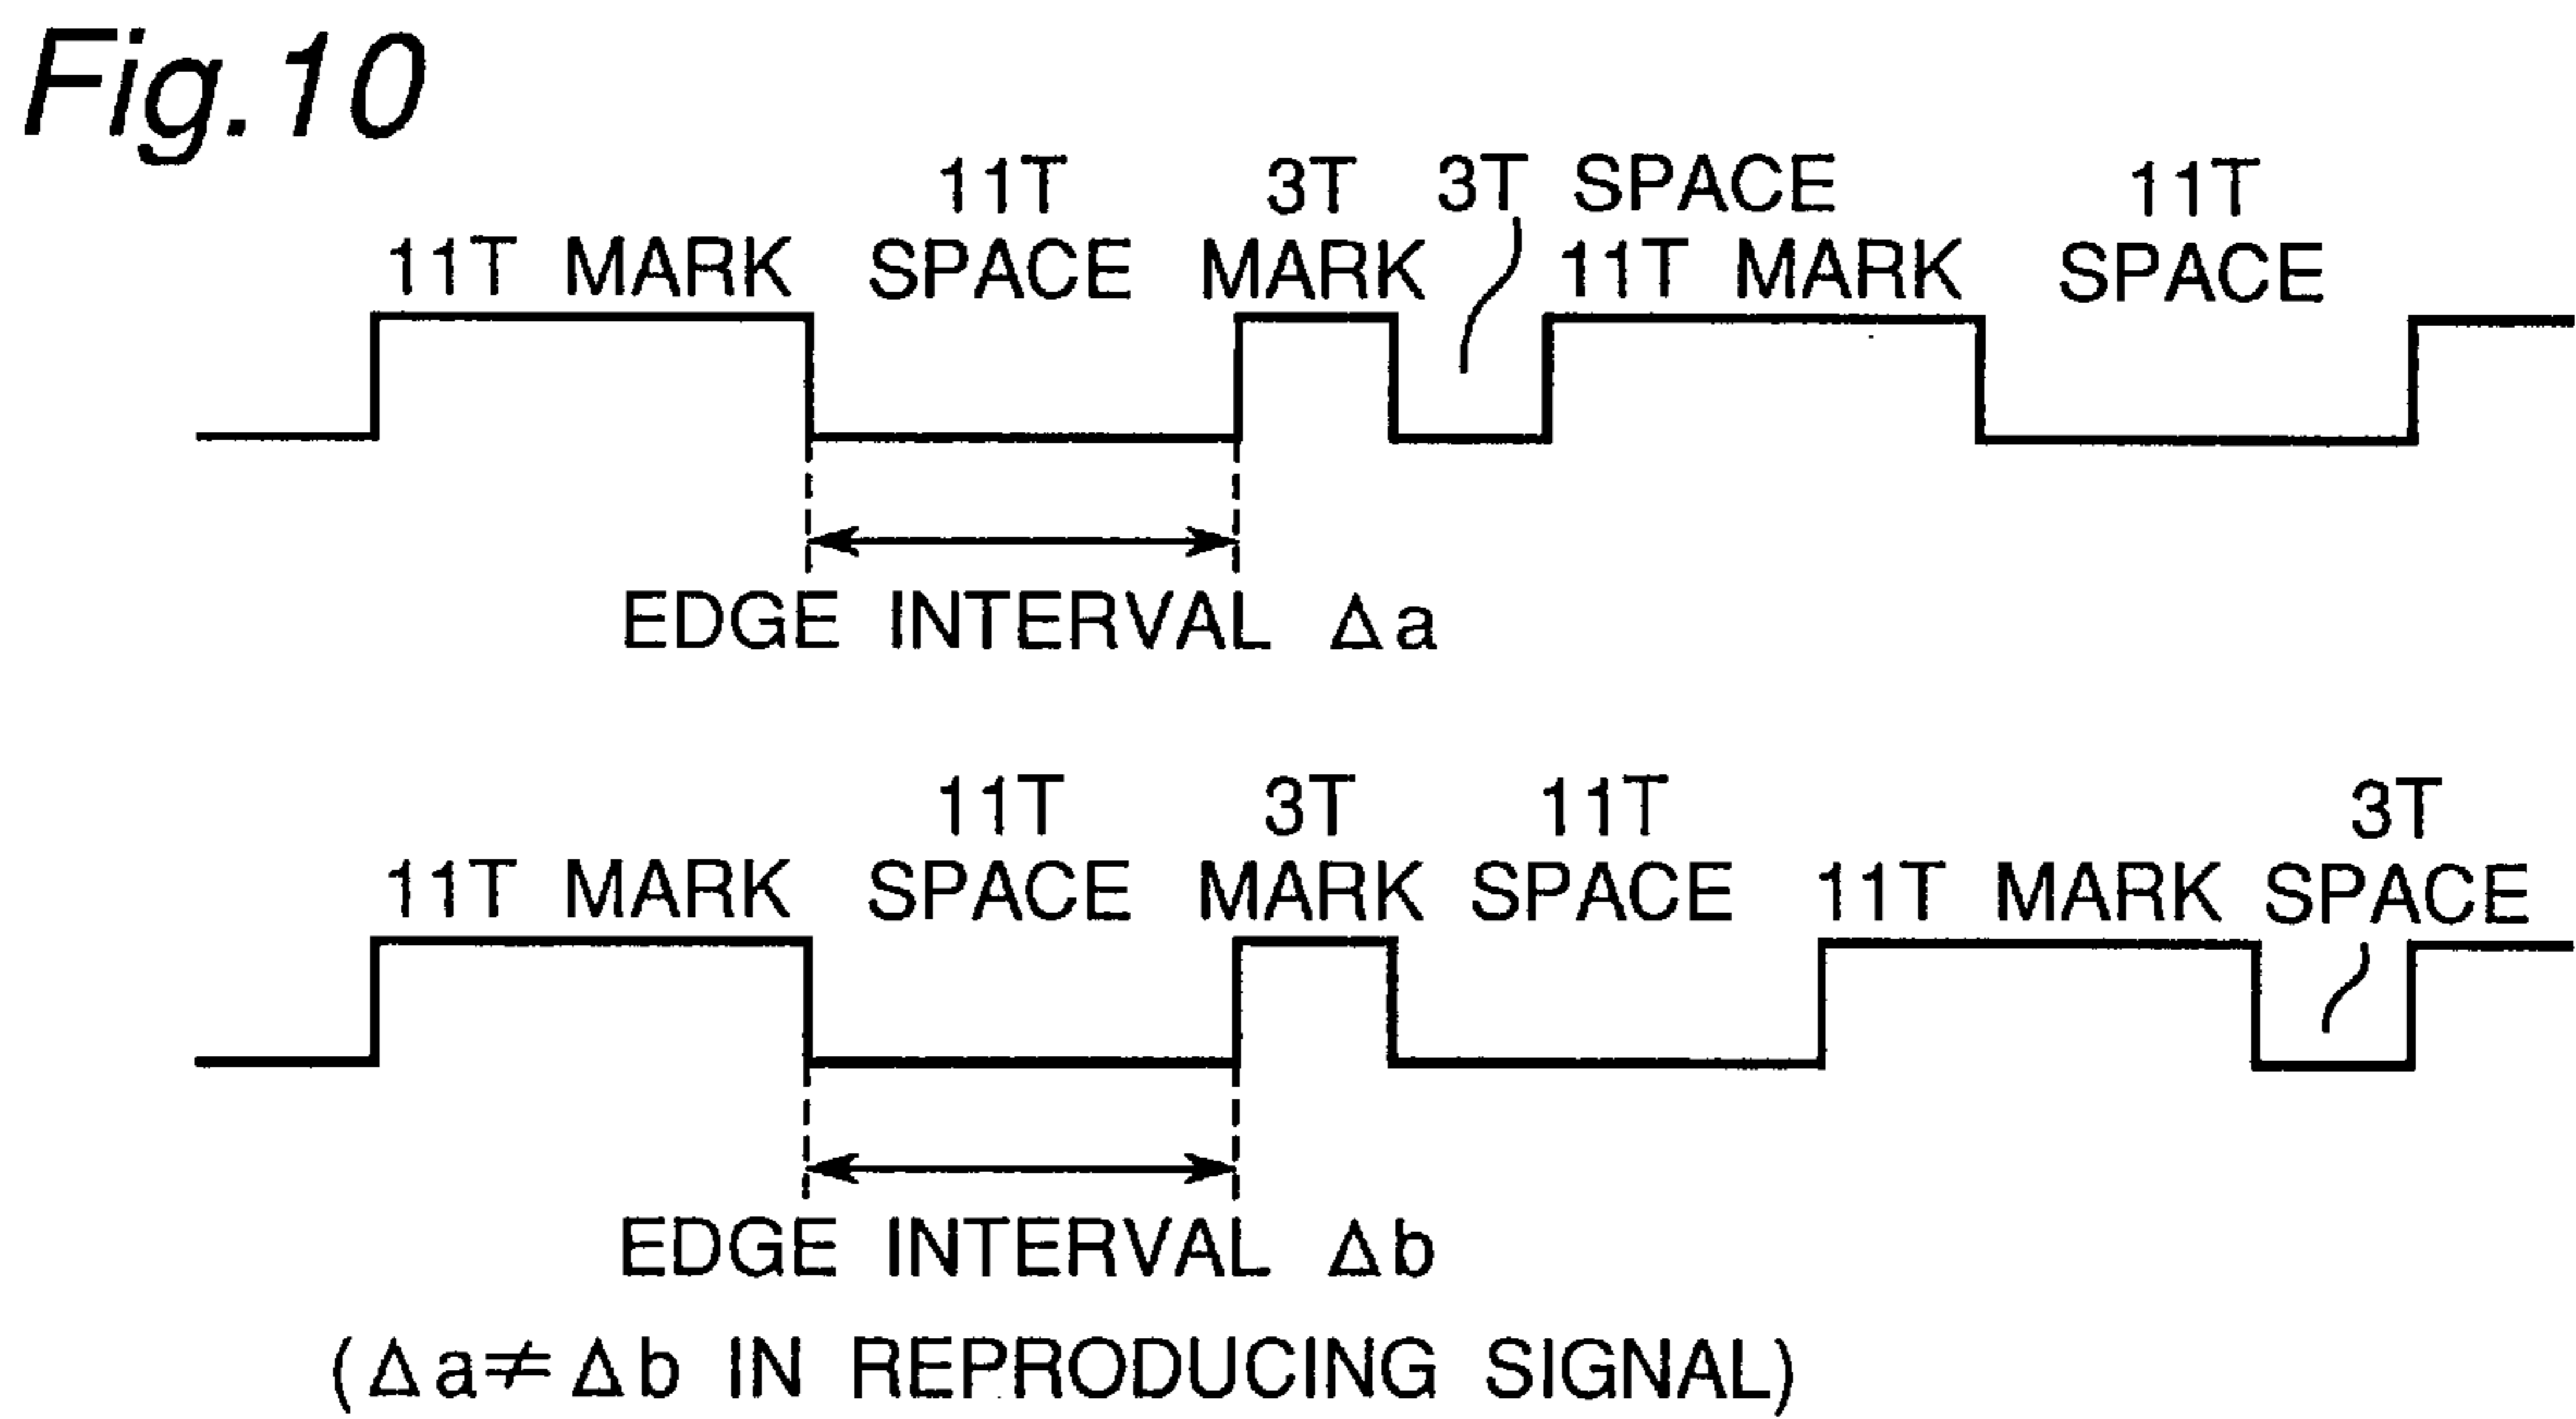 Fig.10
11T 3T 3T SPACE 11T
11T MARK SPACE MARK 11T MARK SPACE
EDGE INTERVAL Δa
11T 3T 11T 3T
11T MARK SPACE MARK SPACE 11T MARK SPACE
EDGE INTERVAL Δb
(Δa≠Δb IN REPRODUCING SIGNAL)